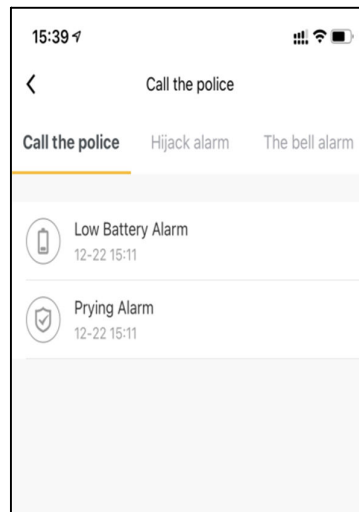 15:39
Call the police
Call the police Hijack alarm The bell alarm
Low Battery Alarm
12-22 15:11
Prying Alarm
12-22 15:11